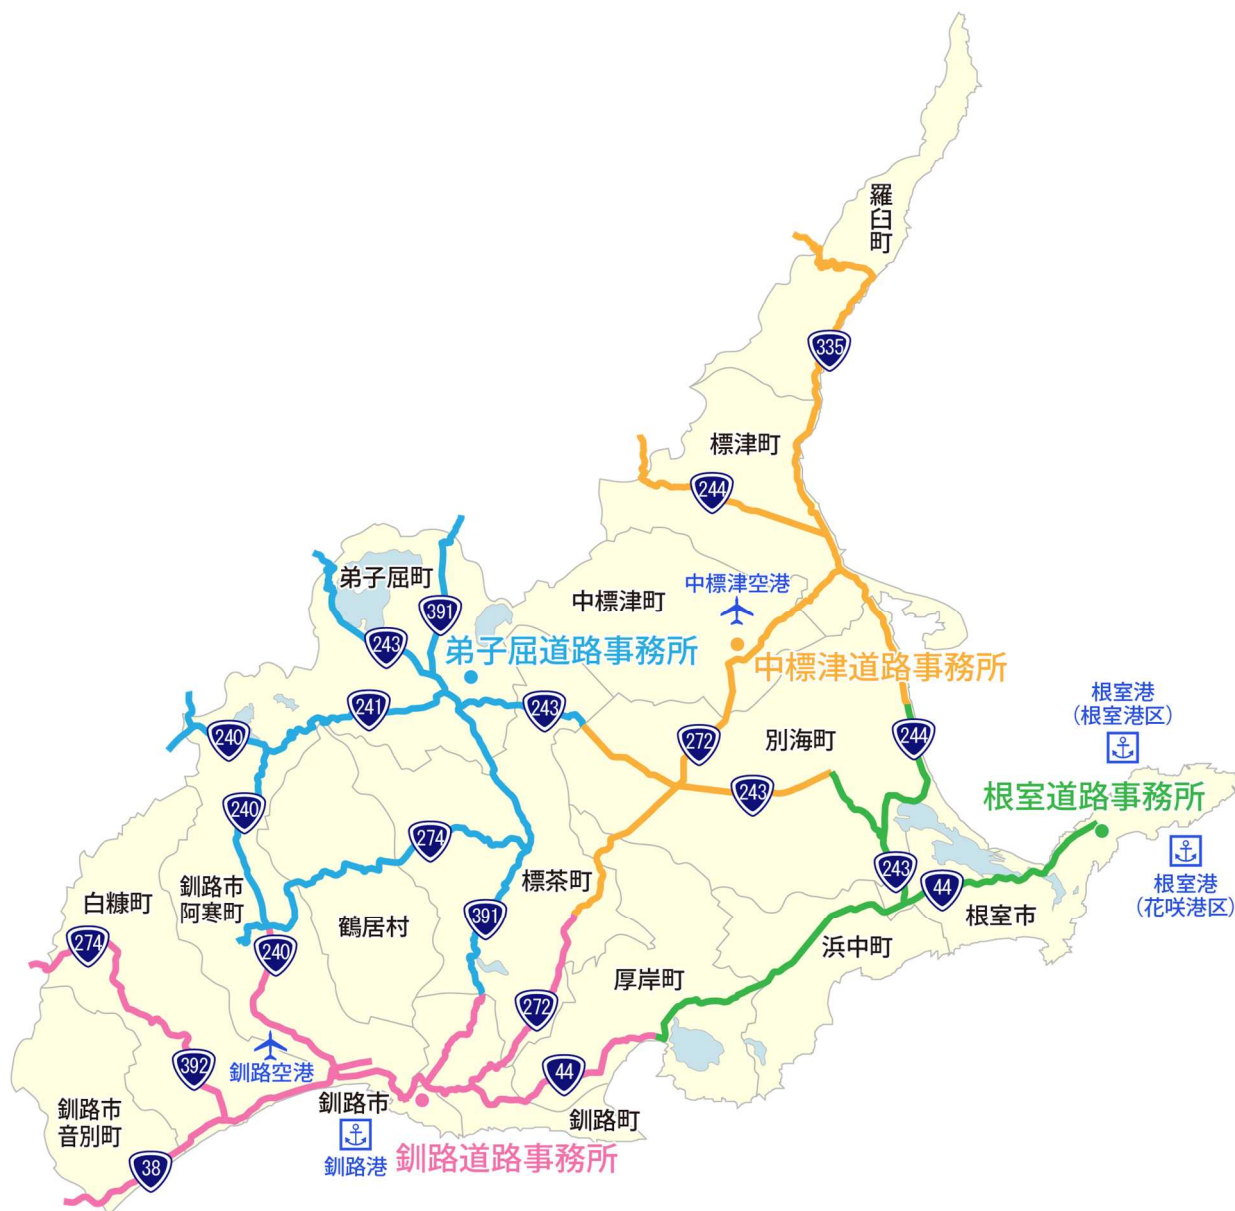 羅臼町
335
標津町
244
弟子屈町
391
中標津町
中標津空港
243
弟子屈道路事務所
中標津道路事務所
241
243
240
272
別海町
244
根室港
(根室港区)
243
根室道路事務所
240
274
根室港
(花咲港区)
243
44
根室市
標茶町
釧路市
阿寒町
白糠町
274
鶴居村
391
240
浜中町
厚岸町
272
392
釧路空港
44
釧路市
釧路町
釧路市
音別町
釧路港
釧路道路事務所
38